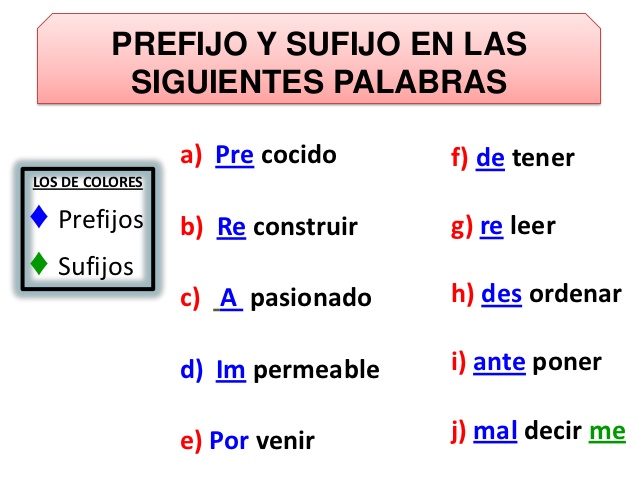 PREFIJO Y SUFIJO EN LAS
SIGUIENTES PALABRAS
LOS DE COLORES
Prefijos
Sufijos
a) Pre cocido
b) Re construir
c) _A_ pasionado
d) Im permeable
e) Por venir
f) de tener
g) re leer
h) des ordenar
i) ante poner
j) mal decir me